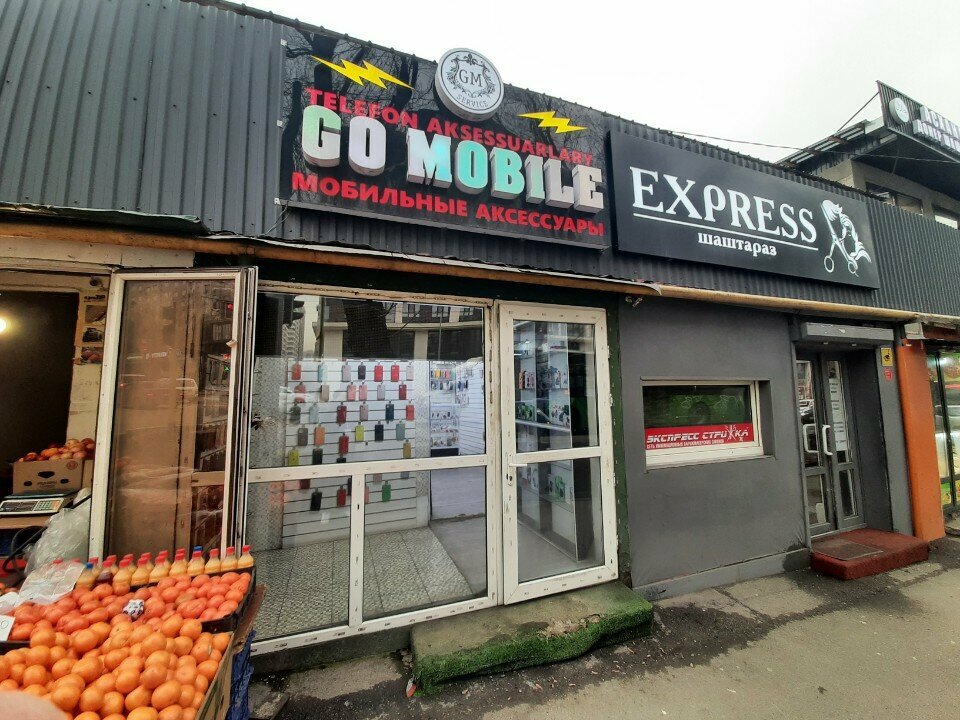 GM
SERVICE
TELEFON AKSESSUARLARY
GO MOBILE
МОБИЛЬНЫЕ АКСЕССУАРЫ
EXPRESS
шаштараз
ЭКСПРЕСС СТРИЖКА